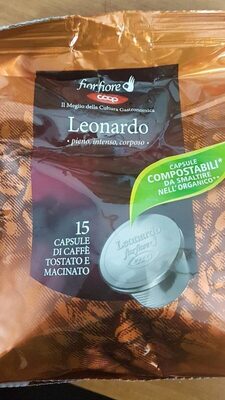 fiorfiore
coop
Il Meglio della Cultura Gastronomica
Leonardo
• pieno, intenso, corposo •
CAPSULE
COMPOSTABILI*
DA SMALTIRE
NELL'ORGANICO**
15
CAPSULE
DI CAFFÈ
TOSTATO E
MACINATO
Leonardo
fiorfiore